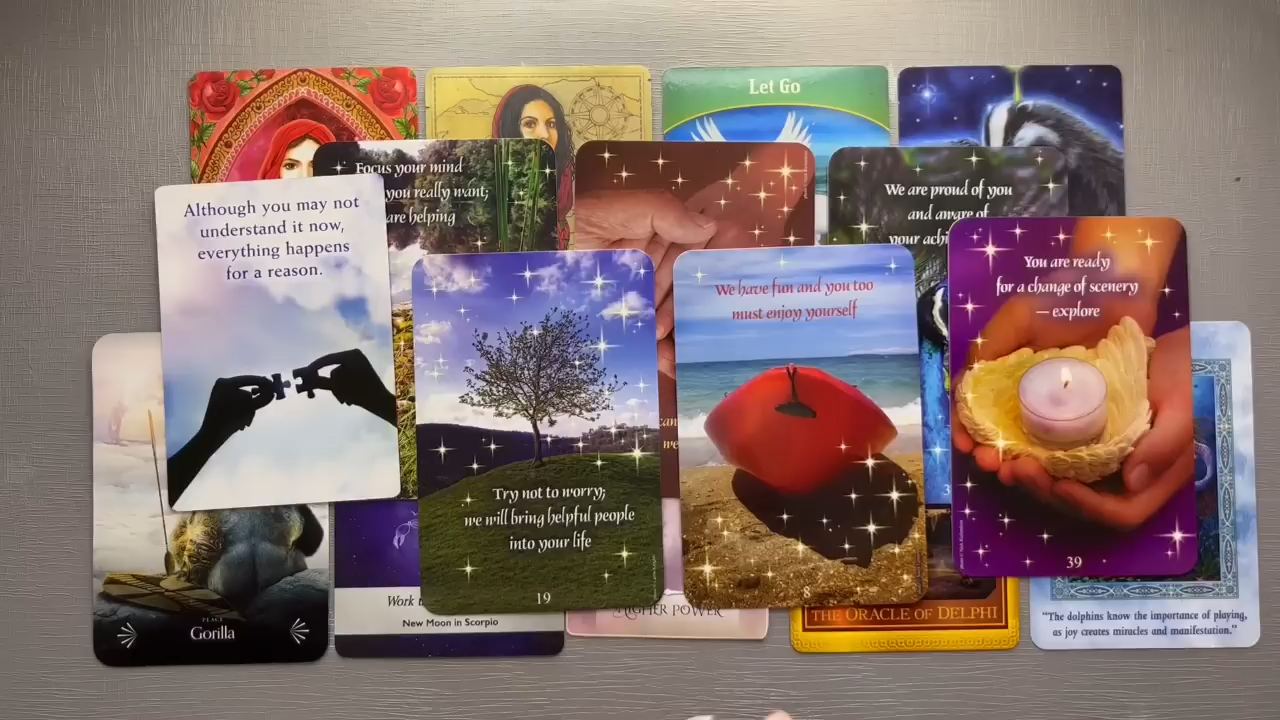 Let Go
Focus your mind
you really want;
are helping
We are proud of you
and aware of
your
Although you may not
understand it now,
everything happens
for a reason.
You are ready
for a change of scenery
— explore
We have fun and you too
must enjoy yourself
Try not to worry;
we will bring helpful people
into your life
19
8
39
we
PEACE
Gorilla
Work
New Moon in Scorpio
HIGHER POWER
THE ORACLE OF DELPHI
"The dolphins know the importance of playing,
as joy creates miracles and manifestation."